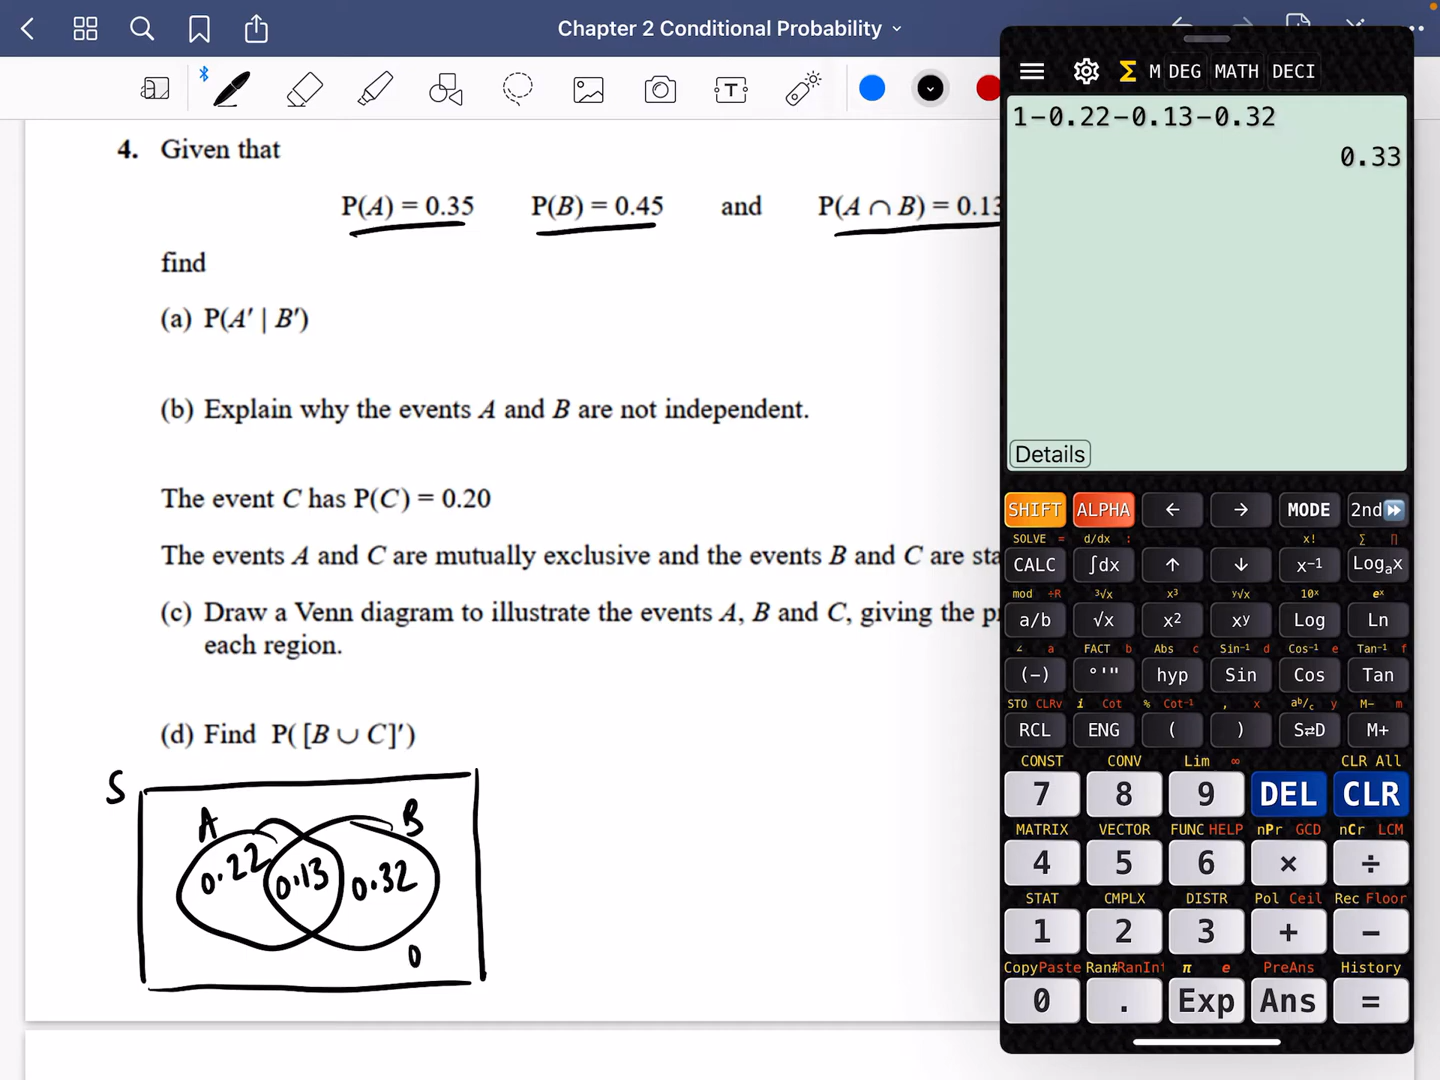 Chapter 2 Conditional Probability
4. Given that
P(A) = 0.35 P(B) = 0.45 and P(A ∩ B) = 0.13
find
(a) P(A′ | B′)
(b) Explain why the events A and B are not independent.
The event C has P(C) = 0.20
The events A and C are mutually exclusive and the events B and C are sta
(c) Draw a Venn diagram to illustrate the events A, B and C, giving the pr
each region.
(d) Find P( [B ∪ C]′)
S
A B
0.22 0.13 0.32
0
M DEG MATH DECI
1-0.22-0.13-0.32
0.33
Details
SHIFT ALPHA ← → MODE 2nd
SOLVE = d/dx : x! Σ ∏
CALC ∫dx ↑ ↓ x⁻¹ Logₐx
mod ÷R ³√x x³ ʸ√x 10ˣ eˣ
a/b √x x² xʸ Log Ln
∠ a FACT b Abs c Sin⁻¹ d Cos⁻¹ e Tan⁻¹ f
(−) °'" hyp Sin Cos Tan
STO CLRv i Cot % Cot⁻¹ , x aᵇ/c y M− m
RCL ENG ( ) S⇄D M+
CONST CONV Lim ∞ CLR All
7 8 9 DEL CLR
MATRIX VECTOR FUNC HELP nPr GCD nCr LCM
4 5 6 × ÷
STAT CMPLX DISTR Pol Ceil Rec Floor
1 2 3 + −
Copy Paste Ran# RanInt π e PreAns History
0 . Exp Ans =